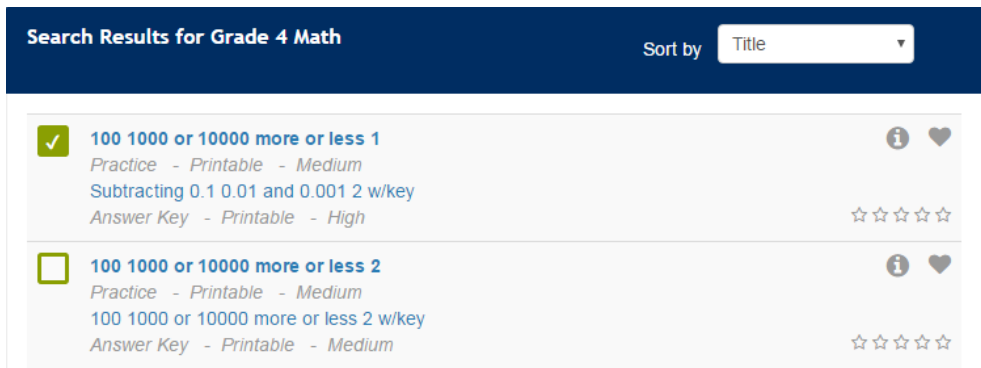 Search Results for Grade 4 Math
Sort by Title
100 1000 or 10000 more or less 1
Practice - Printable - Medium
Subtracting 0.1 0.01 and 0.001 2 w/key
Answer Key - Printable - High
100 1000 or 10000 more or less 2
Practice - Printable - Medium
100 1000 or 10000 more or less 2 w/key
Answer Key - Printable - Medium